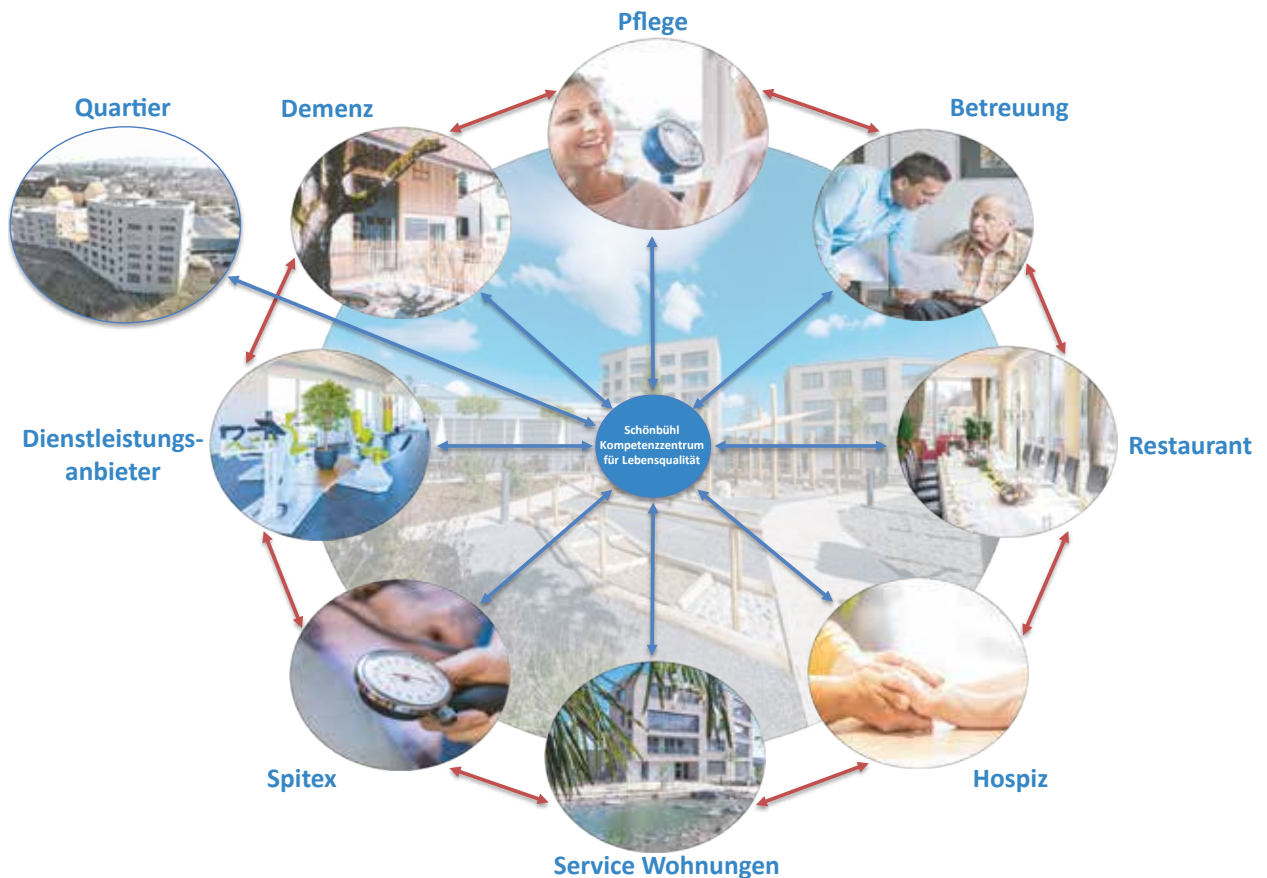 Pflege
Quartier
Demenz
Betreuung
Schönbühl
Kompetenzzentrum
für Lebensqualität
Dienstleistungs-
anbieter
Restaurant
Spitex
Hospiz
Service Wohnungen